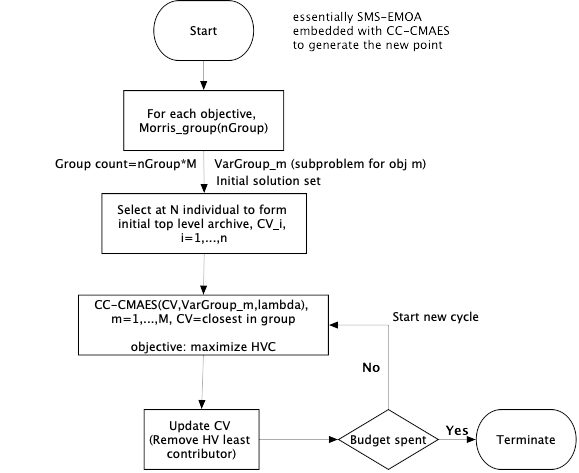 Start
essentially SMS-EMOA
embedded with CC-CMAES
to generate the new point
For each objective,
Morris_group(nGroup)
Group count=nGroup*M
VarGroup_m (subproblem for obj m)
Initial solution set
Select at N individual to form
initial top level archive, CV_i,
i=1,...,n
CC-CMAES(CV,VarGroup_m,lambda),
m=1,...,M, CV=closest in group
objective: maximize HVC
Start new cycle
No
Update CV
(Remove HV least
contributor)
Budget spent
Yes
Terminate